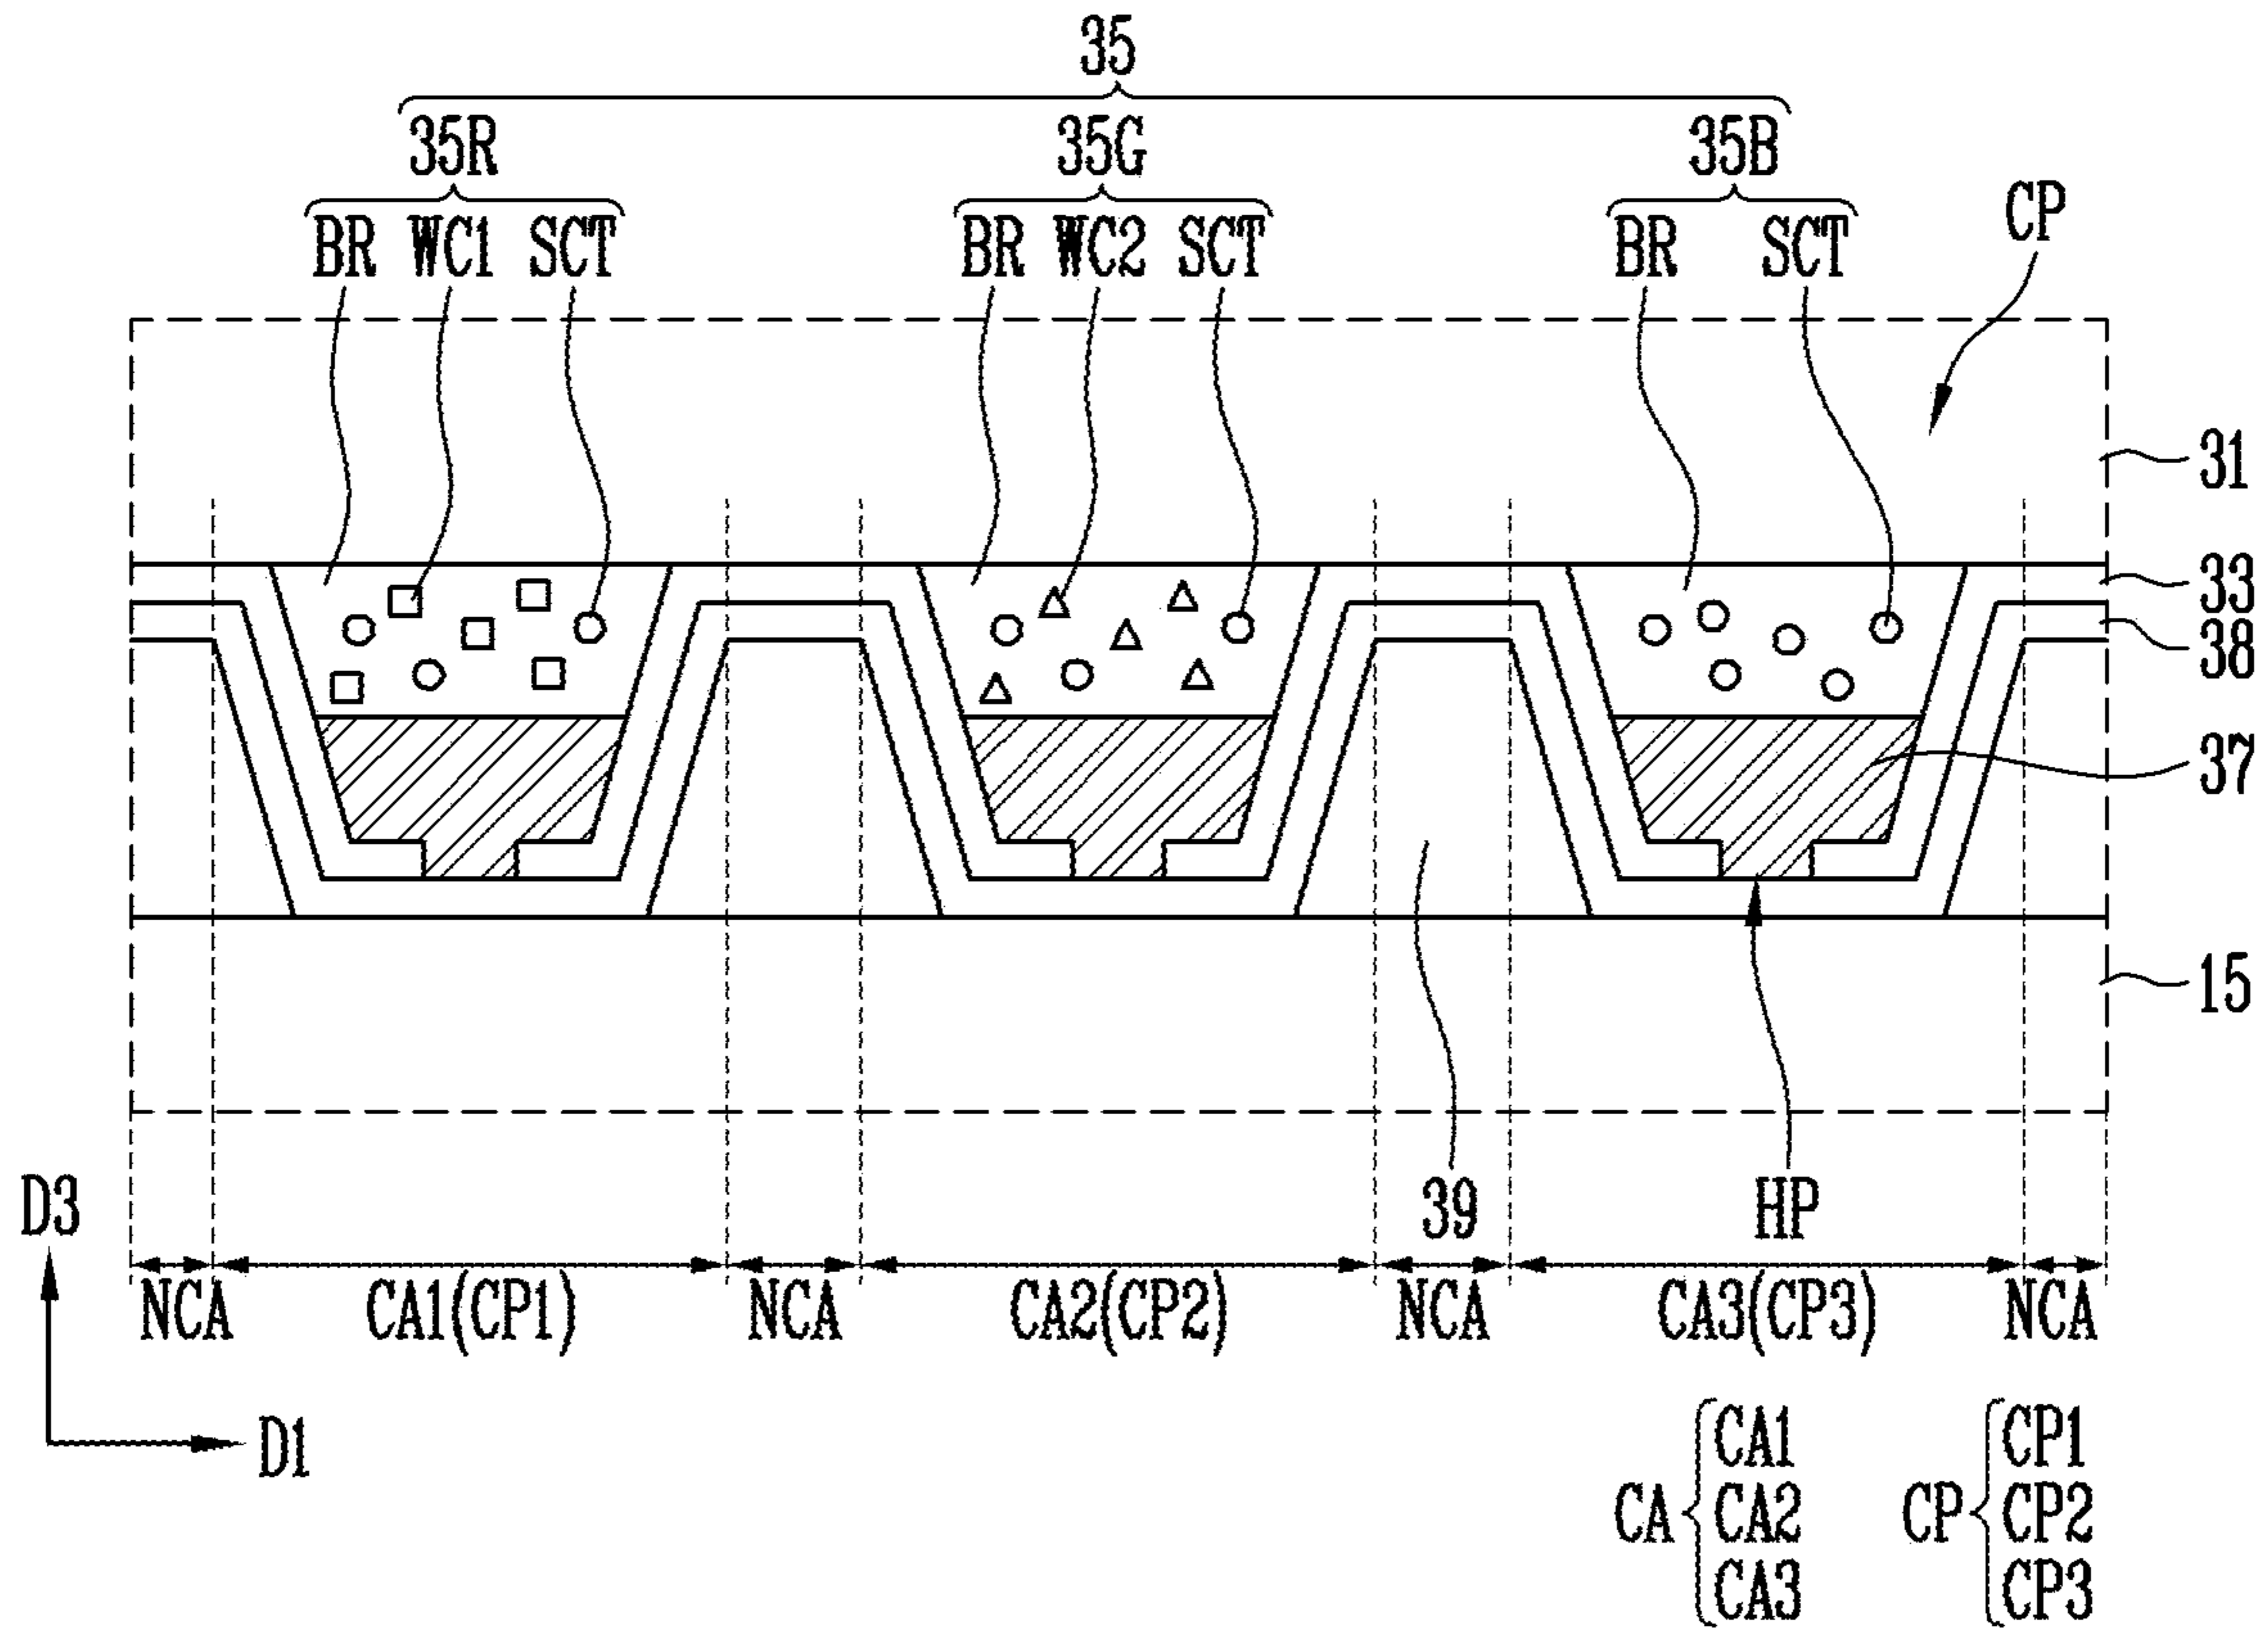 35
35R 35G 35B
BR WC1 SCT BR WC2 SCT BR SCT CP
31
33
38
37
15
39 HP
D3
NCA CA1(CP1) NCA CA2(CP2) NCA CA3(CP3) NCA
D1
CA CA1 CA2 CA3
CP CP1 CP2 CP3